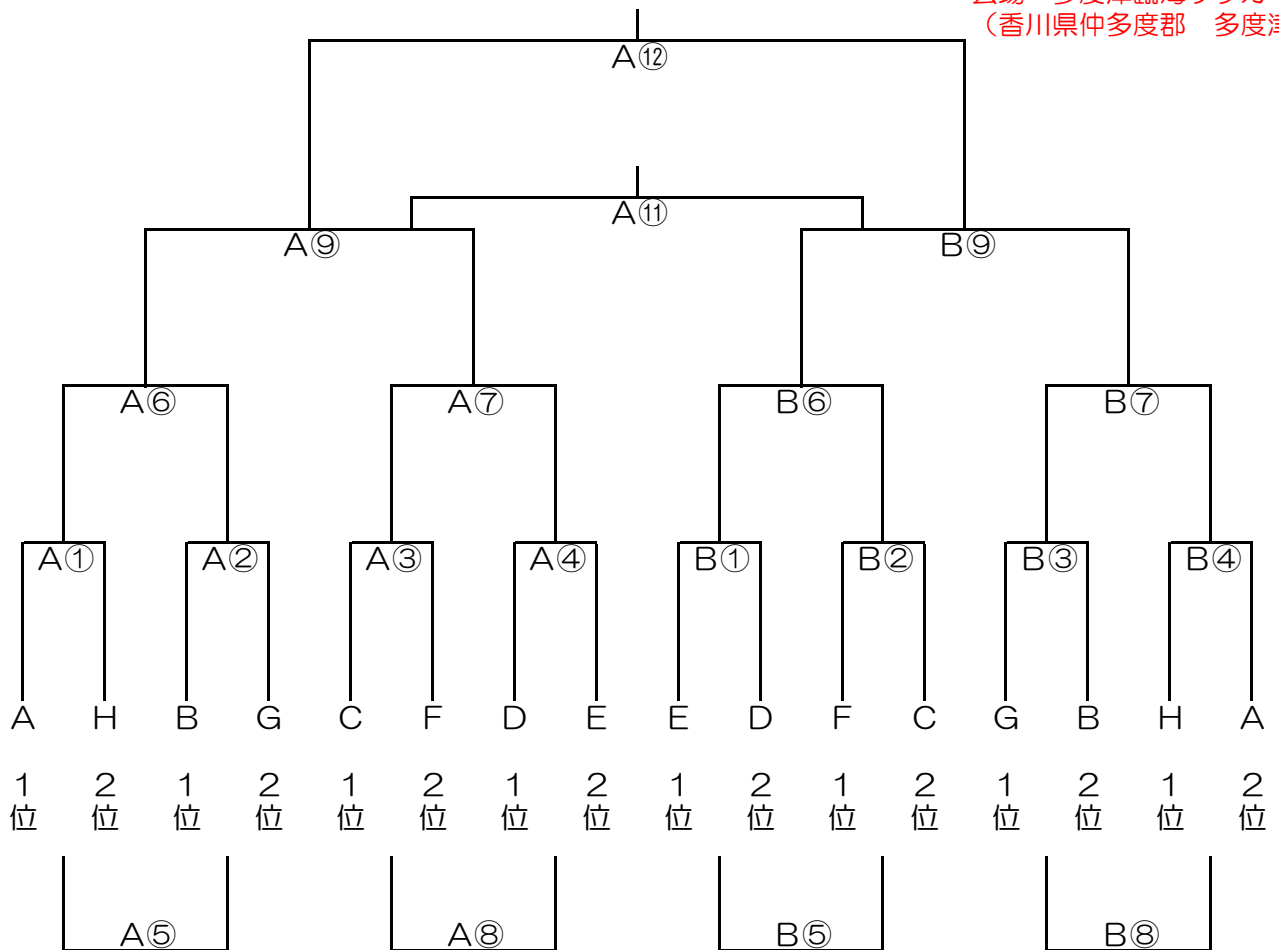 （香川県仲多度郡　多度津
A⑫
A⑪
A⑨ B⑨
A⑥ A⑦ B⑥ B⑦
A① A② A③ A④ B① B② B③ B④
A H B G C F D E E D F C G B H A
1位 2位 1位 2位 1位 2位 1位 2位 1位 2位 1位 2位 1位 2位 1位 2位
A⑤ A⑧ B⑤ B⑧